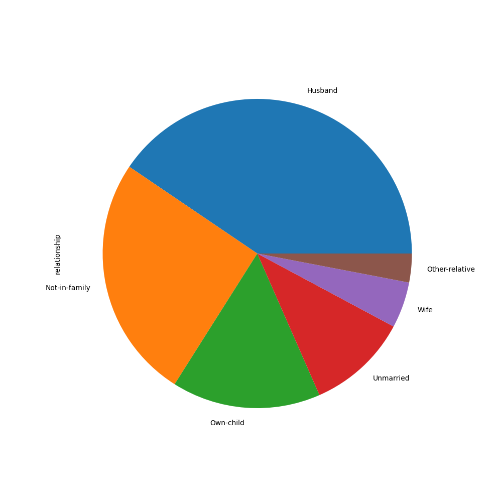 Husband
relationship
Not-in-family
Other-relative
Wife
Unmarried
Own-child